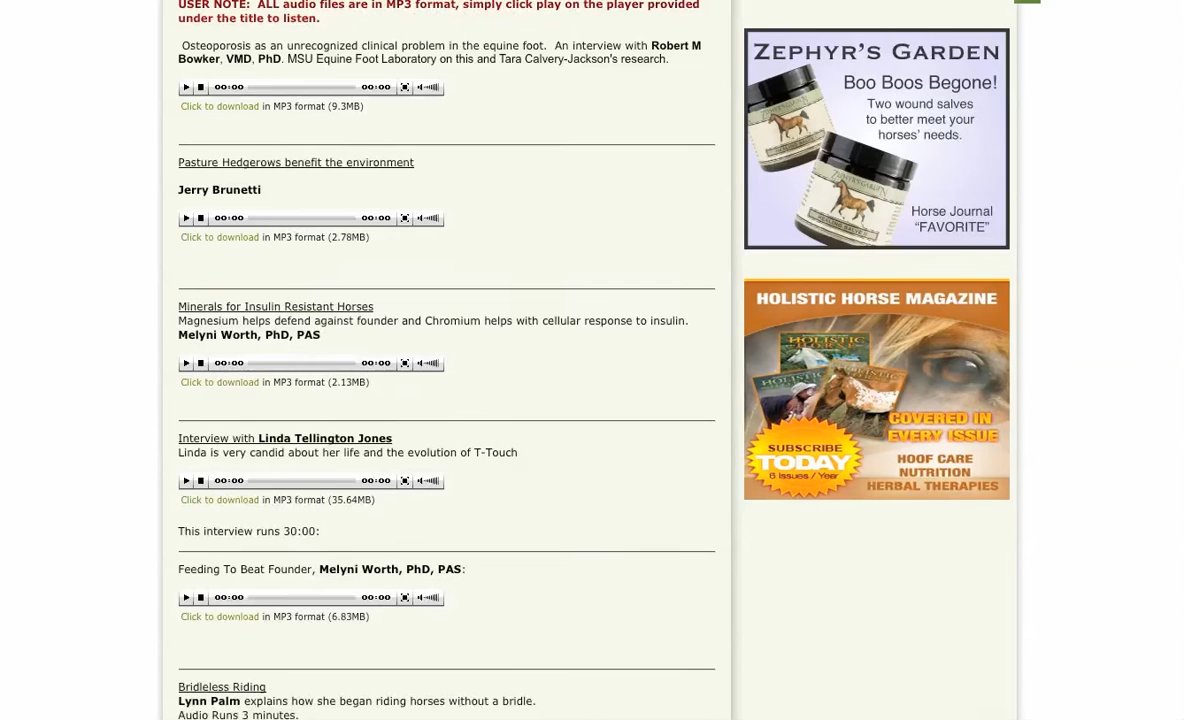 USER NOTE:  ALL audio files are in MP3 format, simply click play on the player provided
under the title to listen.
Osteoporosis as an unrecognized clinical problem in the equine foot.  An interview with Robert M
Bowker, VMD, PhD. MSU Equine Foot Laboratory on this and Tara Calvery-Jackson's research.
00:00 00:00
Click to download in MP3 format (9.3MB)
Pasture Hedgerows benefit the environment
Jerry Brunetti
00:00 00:00
Click to download in MP3 format (2.78MB)
Minerals for Insulin Resistant Horses
Magnesium helps defend against founder and Chromium helps with cellular response to insulin.
Melyni Worth, PhD, PAS
00:00 00:00
Click to download in MP3 format (2.13MB)
Interview with Linda Tellington Jones
Linda is very candid about her life and the evolution of T-Touch
00:00 00:00
Click to download in MP3 format (35.64MB)
This interview runs 30:00:
Feeding To Beat Founder, Melyni Worth, PhD, PAS:
00:00 00:00
Click to download in MP3 format (6.83MB)
Bridleless Riding
Lynn Palm explains how she began riding horses without a bridle.
Audio Runs 3 minutes.
ZEPHYR'S GARDEN
Boo Boos Begone!
Two wound salves
to better meet your
horses' needs.
ZEPHYR'S GARDEN
Horse Journal
"FAVORITE"
HOLISTIC HORSE MAGAZINE
HOLISTIC
HORSE
HOLISTIC
HOLISTIC
COVERED IN
EVERY ISSUE
SUBSCRIBE
TODAY
6 Issues / Year
HOOF CARE
NUTRITION
HERBAL THERAPIES